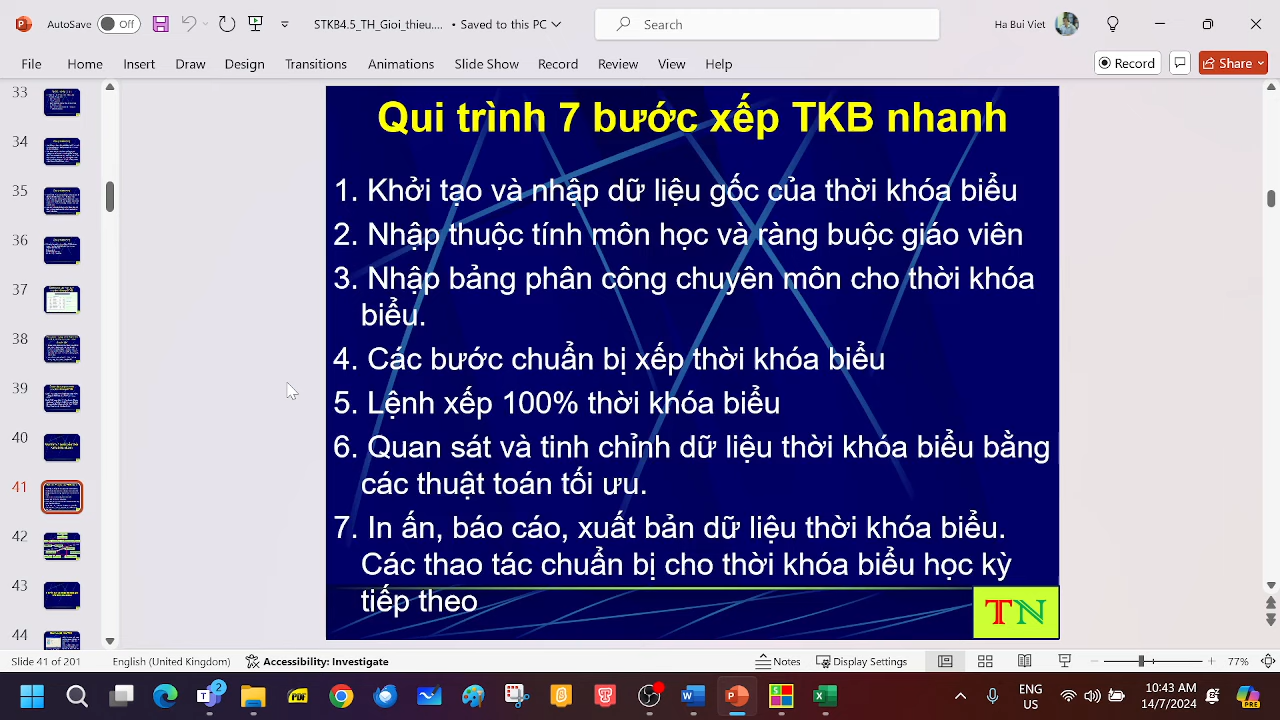 AutoSave Off STKB4.5_TH_Gioi_thieu... • Saved to this PC Search Ha Bui Viet
File Home Insert Draw Design Transitions Animations Slide Show Record Review View Help Record Share
33
34
35
36
37
38
39
40
41
42
43
44
Qui trình 7 bước xếp TKB nhanh
1. Khởi tạo và nhập dữ liệu gốc của thời khóa biểu
2. Nhập thuộc tính môn học và ràng buộc giáo viên
3. Nhập bảng phân công chuyên môn cho thời khóa
biểu.
4. Các bước chuẩn bị xếp thời khóa biểu
5. Lệnh xếp 100% thời khóa biểu
6. Quan sát và tinh chỉnh dữ liệu thời khóa biểu bằng
các thuật toán tối ưu.
7. In ấn, báo cáo, xuất bản dữ liệu thời khóa biểu.
Các thao tác chuẩn bị cho thời khóa biểu học kỳ
tiếp theo
TN
Slide 41 of 201 English (United Kingdom) Accessibility: Investigate Notes Display Settings 77%
ENG
US
10:43 AM
14/7/2024
PDF
PRE